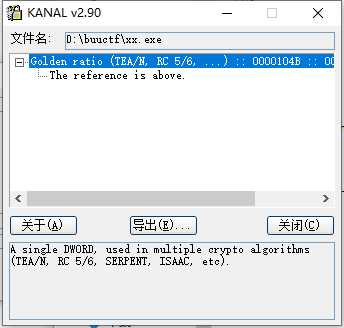 KANAL v2.90
文件名: D:\buuctf\xx.exe
Golden ratio (TEA/N, RC 5/6, ...) :: 0000104B :: 00
The reference is above.
关于(A) 导出(E)... 关闭(C)
A single DWORD, used in multiple crypto algorithms
(TEA/N, RC 5/6, SERPENT, ISAAC, etc).